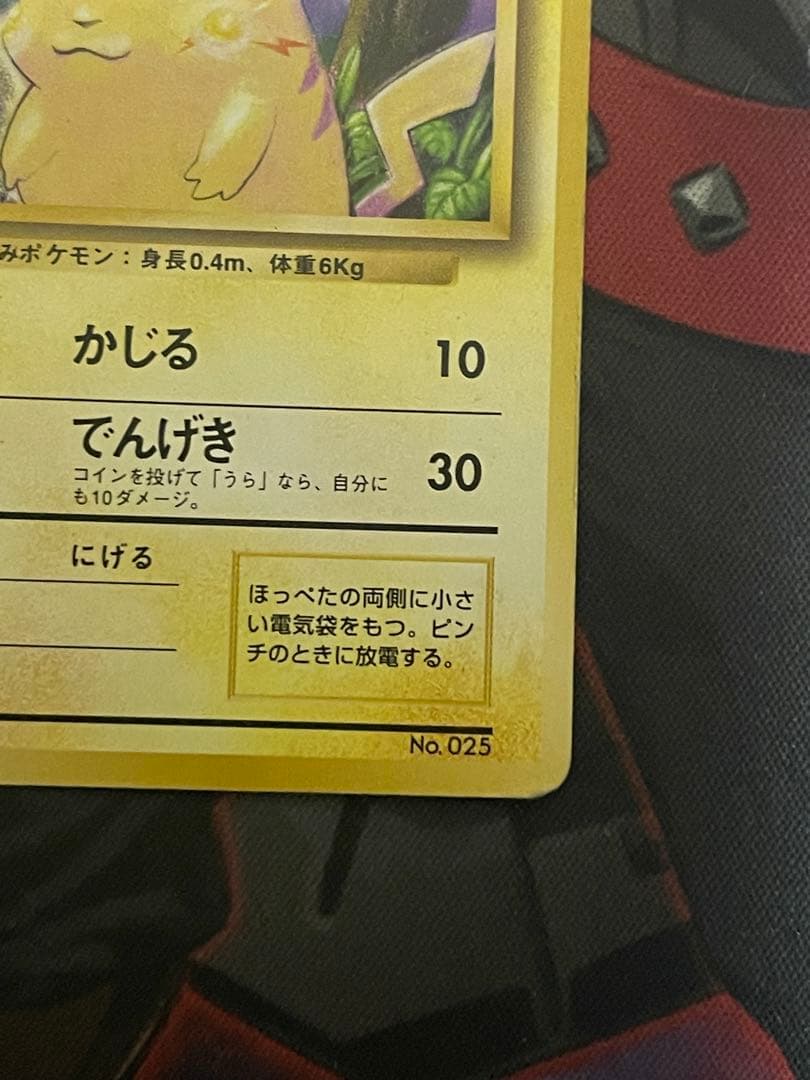 みポケモン：身長0.4m、体重6Kg
かじる 10
でんげき 30
コインを投げて「うら」なら、自分に
も10ダメージ。
にげる
ほっぺたの両側に小さ
い電気袋をもつ。ピン
チのときに放電する。
No. 025